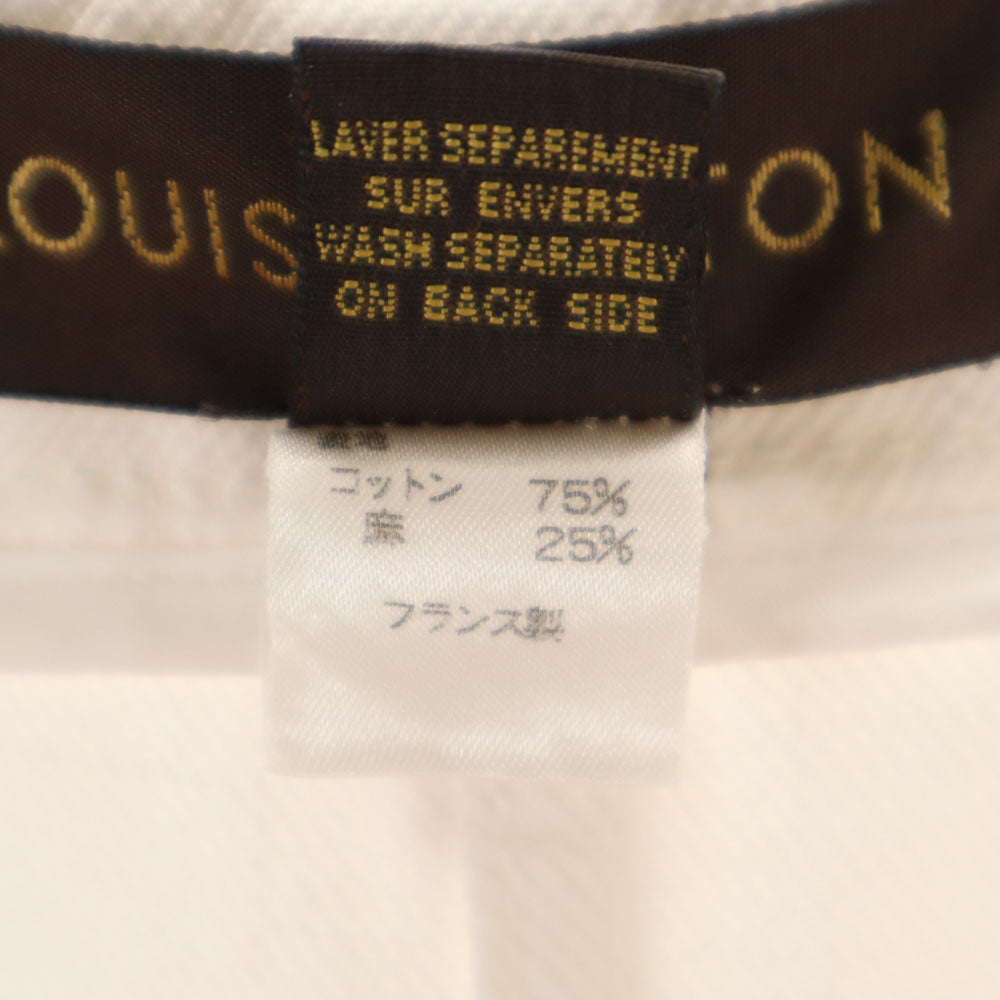 LOUIS
TON
LAVER SEPAREMENT
SUR ENVERS
WASH SEPARATELY
ON BACK SIDE
コットン 75%
麻 25%
フランス製